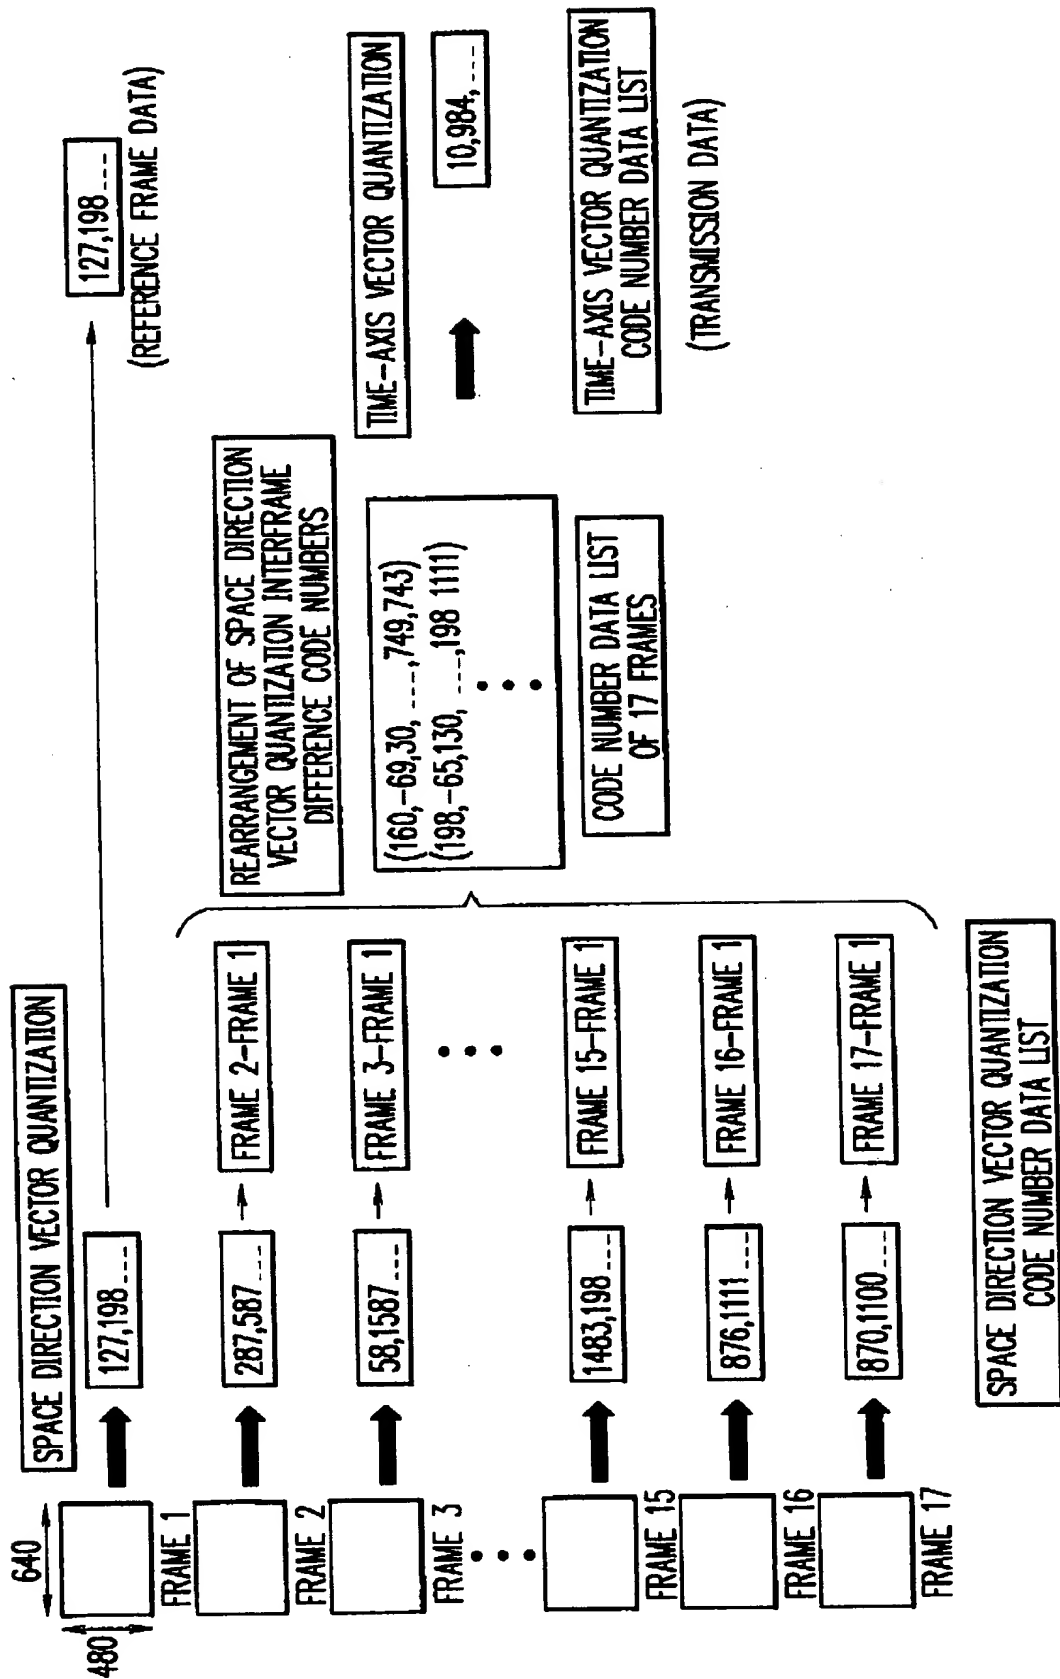 SPACE DIRECTION VECTOR QUANTIZATION
640
480
FRAME 1
127,198---
127,198---
(REFERENCE FRAME DATA)
FRAME 2
287,587---
FRAME 2-FRAME 1
FRAME 3
58,1587---
FRAME 3-FRAME 1
FRAME 15
1483,198---
FRAME 15-FRAME 1
FRAME 16
876,1111---
FRAME 16-FRAME 1
FRAME 17
870,1100---
FRAME 17-FRAME 1
SPACE DIRECTION VECTOR QUANTIZATION
CODE NUMBER DATA LIST
REARRANGEMENT OF SPACE DIRECTION
VECTOR QUANTIZATION INTERFRAME
DIFFERENCE CODE NUMBERS
(160,-69,30, ----,749,743)
(198,-65,130, ----,198 1111)
CODE NUMBER DATA LIST
OF 17 FRAMES
TIME-AXIS VECTOR QUANTIZATION
10,984,----
TIME-AXIS VECTOR QUANTIZATION
CODE NUMBER DATA LIST
(TRANSMISSION DATA)